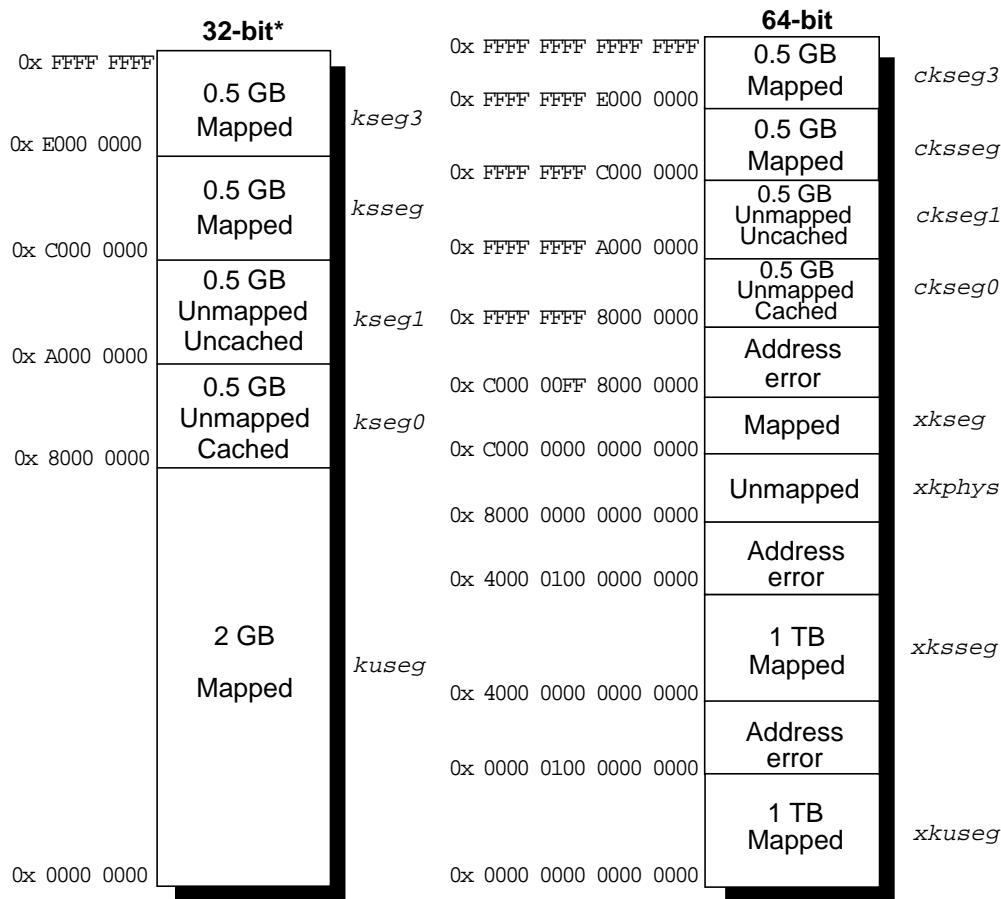 32-bit*
0x FFFF FFFF
0.5 GB
Mapped
kseg3
0x E000 0000
0.5 GB
Mapped
ksseg
0x C000 0000
0.5 GB
Unmapped
Uncached
kseg1
0x A000 0000
0.5 GB
Unmapped
Cached
kseg0
0x 8000 0000
2 GB
Mapped
kuseg
0x 0000 0000
64-bit
0x FFFF FFFF FFFF FFFF
0.5 GB
Mapped
ckseg3
0x FFFF FFFF E000 0000
0.5 GB
Mapped
cksseg
0x FFFF FFFF C000 0000
0.5 GB
Unmapped
Uncached
ckseg1
0x FFFF FFFF A000 0000
0.5 GB
Unmapped
Cached
ckseg0
0x FFFF FFFF 8000 0000
Address
error
0x C000 00FF 8000 0000
Mapped
xkseg
0x C000 0000 0000 0000
Unmapped
xkphys
0x 8000 0000 0000 0000
Address
error
0x 4000 0100 0000 0000
1 TB
Mapped
xksseg
0x 4000 0000 0000 0000
Address
error
0x 0000 0100 0000 0000
1 TB
Mapped
xkuseg
0x 0000 0000 0000 0000